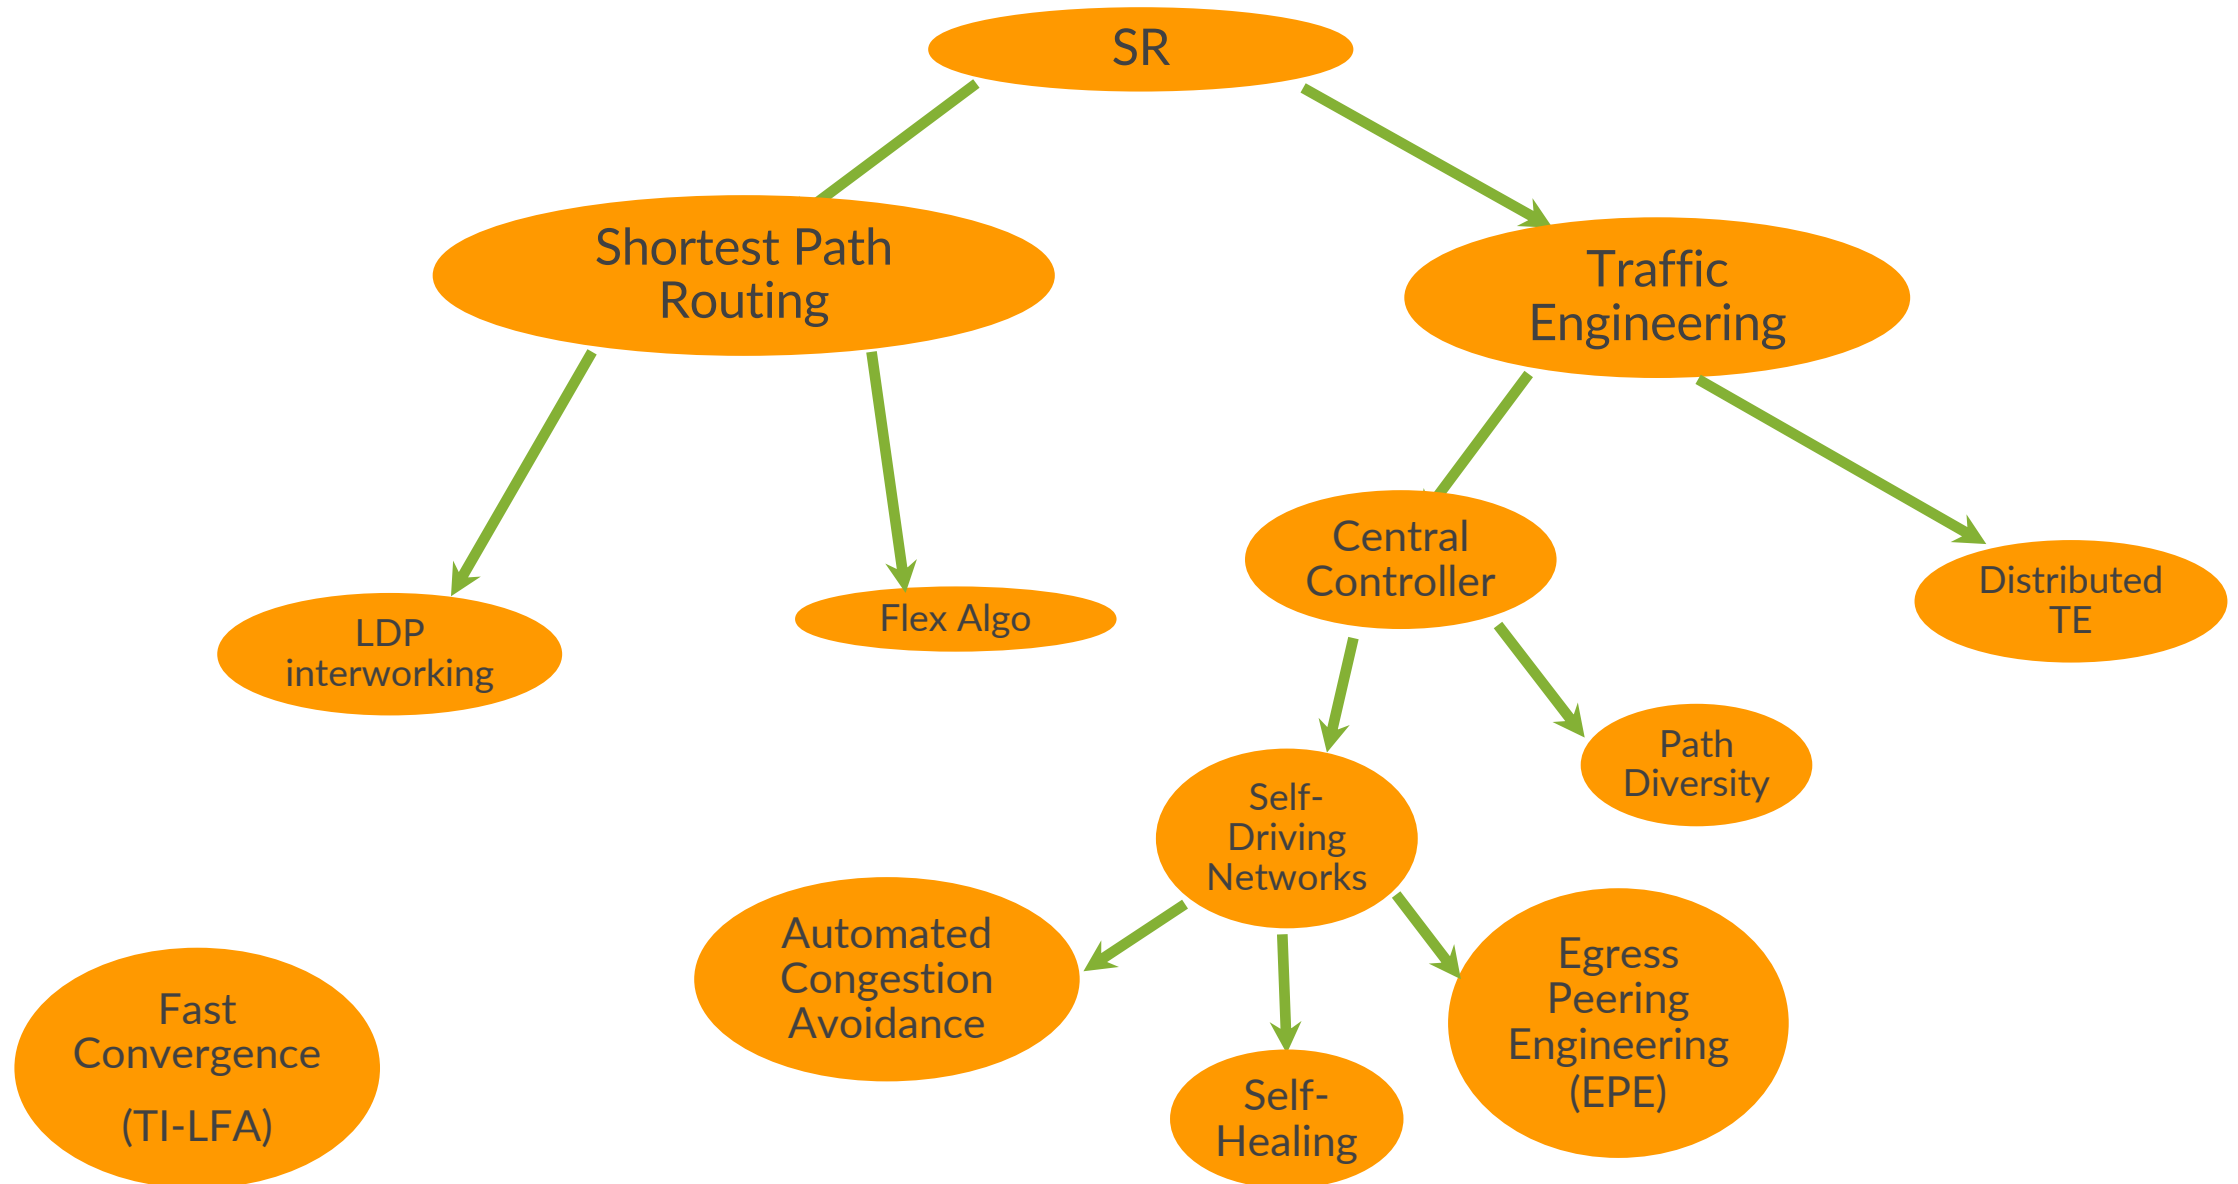 SR
Shortest Path
Routing
Traffic
Engineering
Central
Controller
Distributed
TE
LDP
interworking
Flex Algo
Path
Diversity
Self-
Driving
Networks
Automated
Congestion
Avoidance
Egress
Peering
Engineering
(EPE)
Fast
Convergence
(TI-LFA)
Self-
Healing